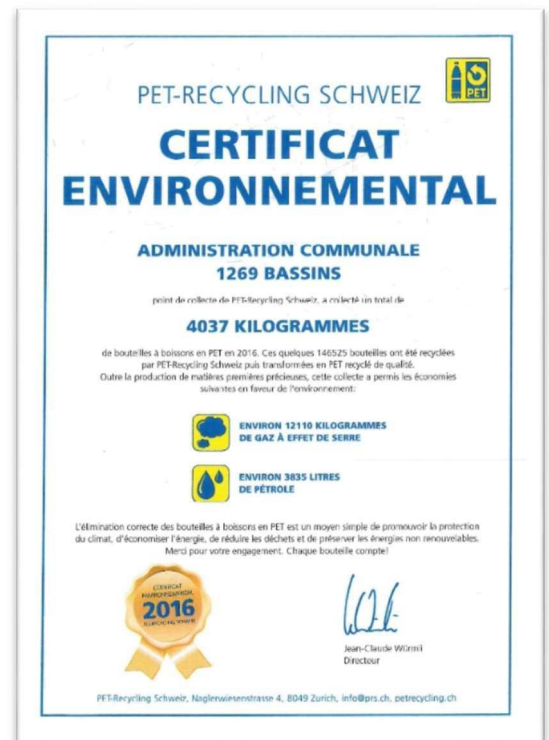 PET
PET-RECYCLING SCHWEIZ
CERTIFICAT
ENVIRONNEMENTAL
ADMINISTRATION COMMUNALE
1269 BASSINS
point de collecte de PET-Recycling Schweiz, a collecté un total de
4037 KILOGRAMMES
de bouteilles à boissons en PET en 2016. Ces quelques 146525 bouteilles ont été recyclées
par PET-Recycling Schweiz puis transformées en PET recyclé de qualité.
Outre la production de matières premières précieuses, cette collecte a permis les économies
suivantes en faveur de l'environnement:
ENVIRON 12110 KILOGRAMMES
DE GAZ À EFFET DE SERRE
ENVIRON 3835 LITRES
DE PÉTROLE
L'élimination correcte des bouteilles à boissons en PET est un moyen simple de promouvoir la protection
du climat, d'économiser l'énergie, de réduire les déchets et de préserver les énergies non renouvelables.
Merci pour votre engagement. Chaque bouteille compte!
CERTIFICAT
ENVIRONNEMENTAL
2016
Jean-Claude Würmli
Directeur
PET-Recycling Schweiz, Naglerwiesenstrasse 4, 8049 Zurich, info@prs.ch, petrecycling.ch